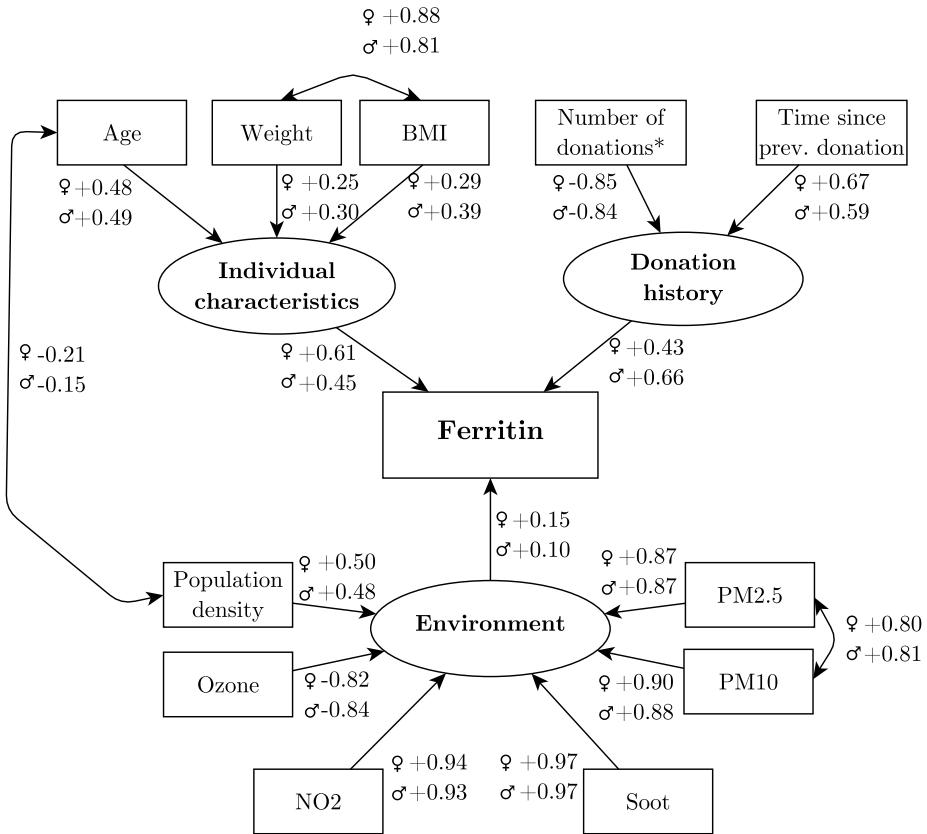 ♀ +0.88
♂ +0.81
Age
Weight
BMI
Number of
donations*
Time since
prev. donation
♀ +0.48
♂ +0.49
♀ +0.25
♂ +0.30
♀ +0.29
♂ +0.39
♀ -0.85
♂ -0.84
♀ +0.67
♂ +0.59
Individual
characteristics
Donation
history
♀ -0.21
♂ -0.15
♀ +0.61
♂ +0.45
♀ +0.43
♂ +0.66
Ferritin
♀ +0.15
♂ +0.10
Population
density
♀ +0.50
♂ +0.48
Environment
♀ +0.87
♂ +0.87
PM2.5
♀ +0.80
♂ +0.81
Ozone
♀ -0.82
♂ -0.84
♀ +0.90
♂ +0.88
PM10
NO2
♀ +0.94
♂ +0.93
♀ +0.97
♂ +0.97
Soot